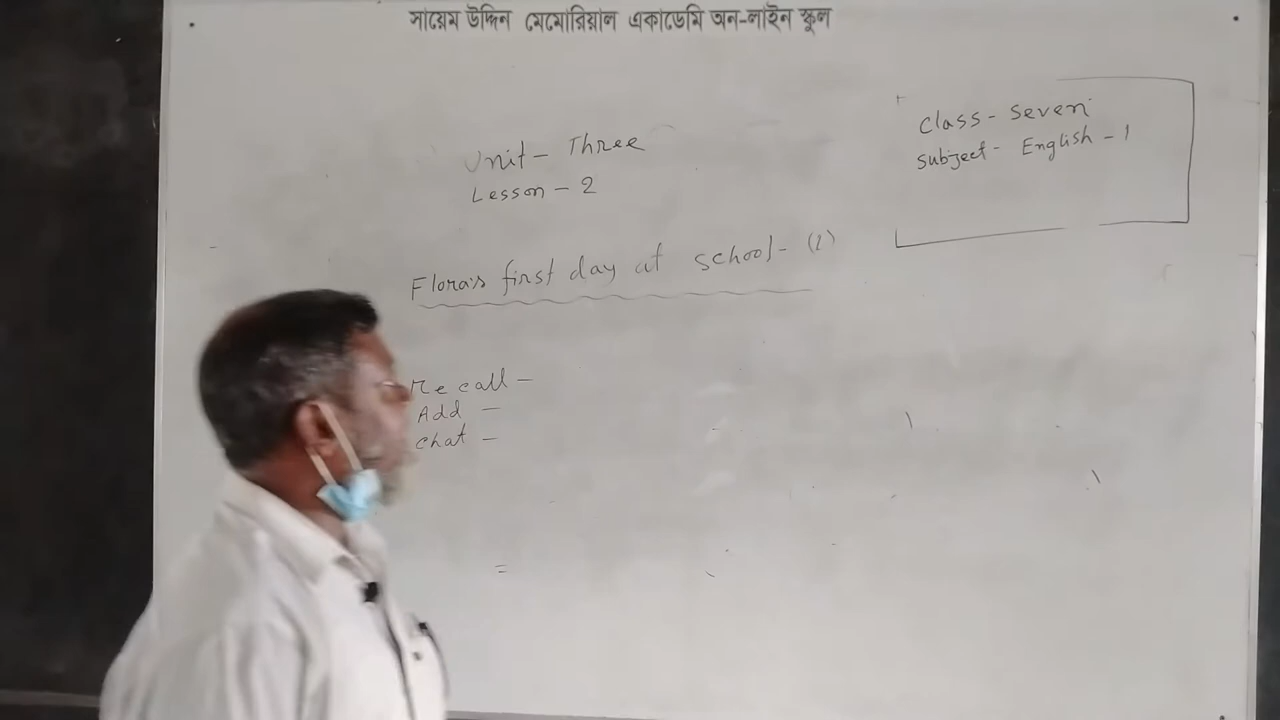 সায়েম উদ্দিন মেমোরিয়াল একাডেমি অন-লাইন স্কুল
Class - Seven
Subject - English - 1
Unit - Three
Lesson - 2
Flora's first day at school - (2)
Recall -
Add -
Chat -